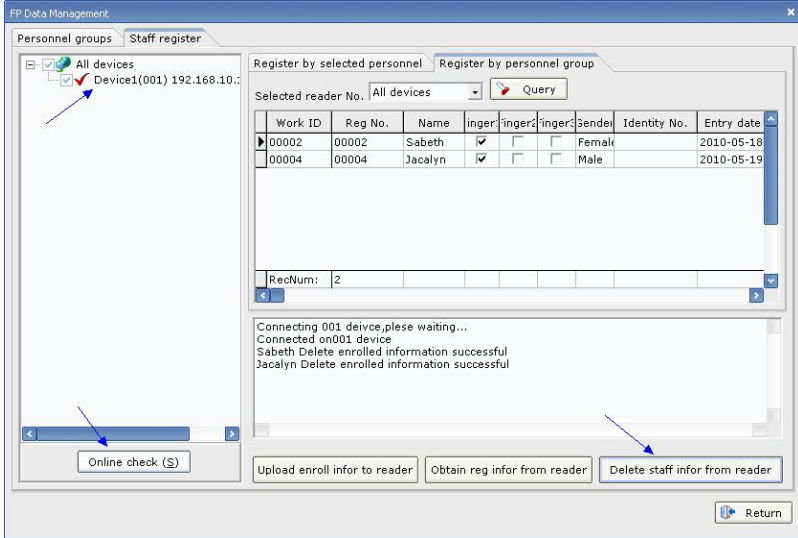 FP Data Management
Personnel groups Staff register
All devices
Device1(001) 192.168.10.:
Register by selected personnel Register by personnel group
Selected reader No. All devices Query
Work ID Reg No. Name Finger2 Gender Identity No. Entry date
00002 00002 Sabeth Female 2010-05-18
00004 00004 Jacalyn Male 2010-05-19
RecNum: 2
Connecting 001 deivce,plese waiting...
Connected on001 device
Sabeth Delete enrolled information successful
Jacalyn Delete enrolled information successful
Online check (S)
Upload enroll infor to reader Obtain reg infor from reader Delete staff infor from reader
Return